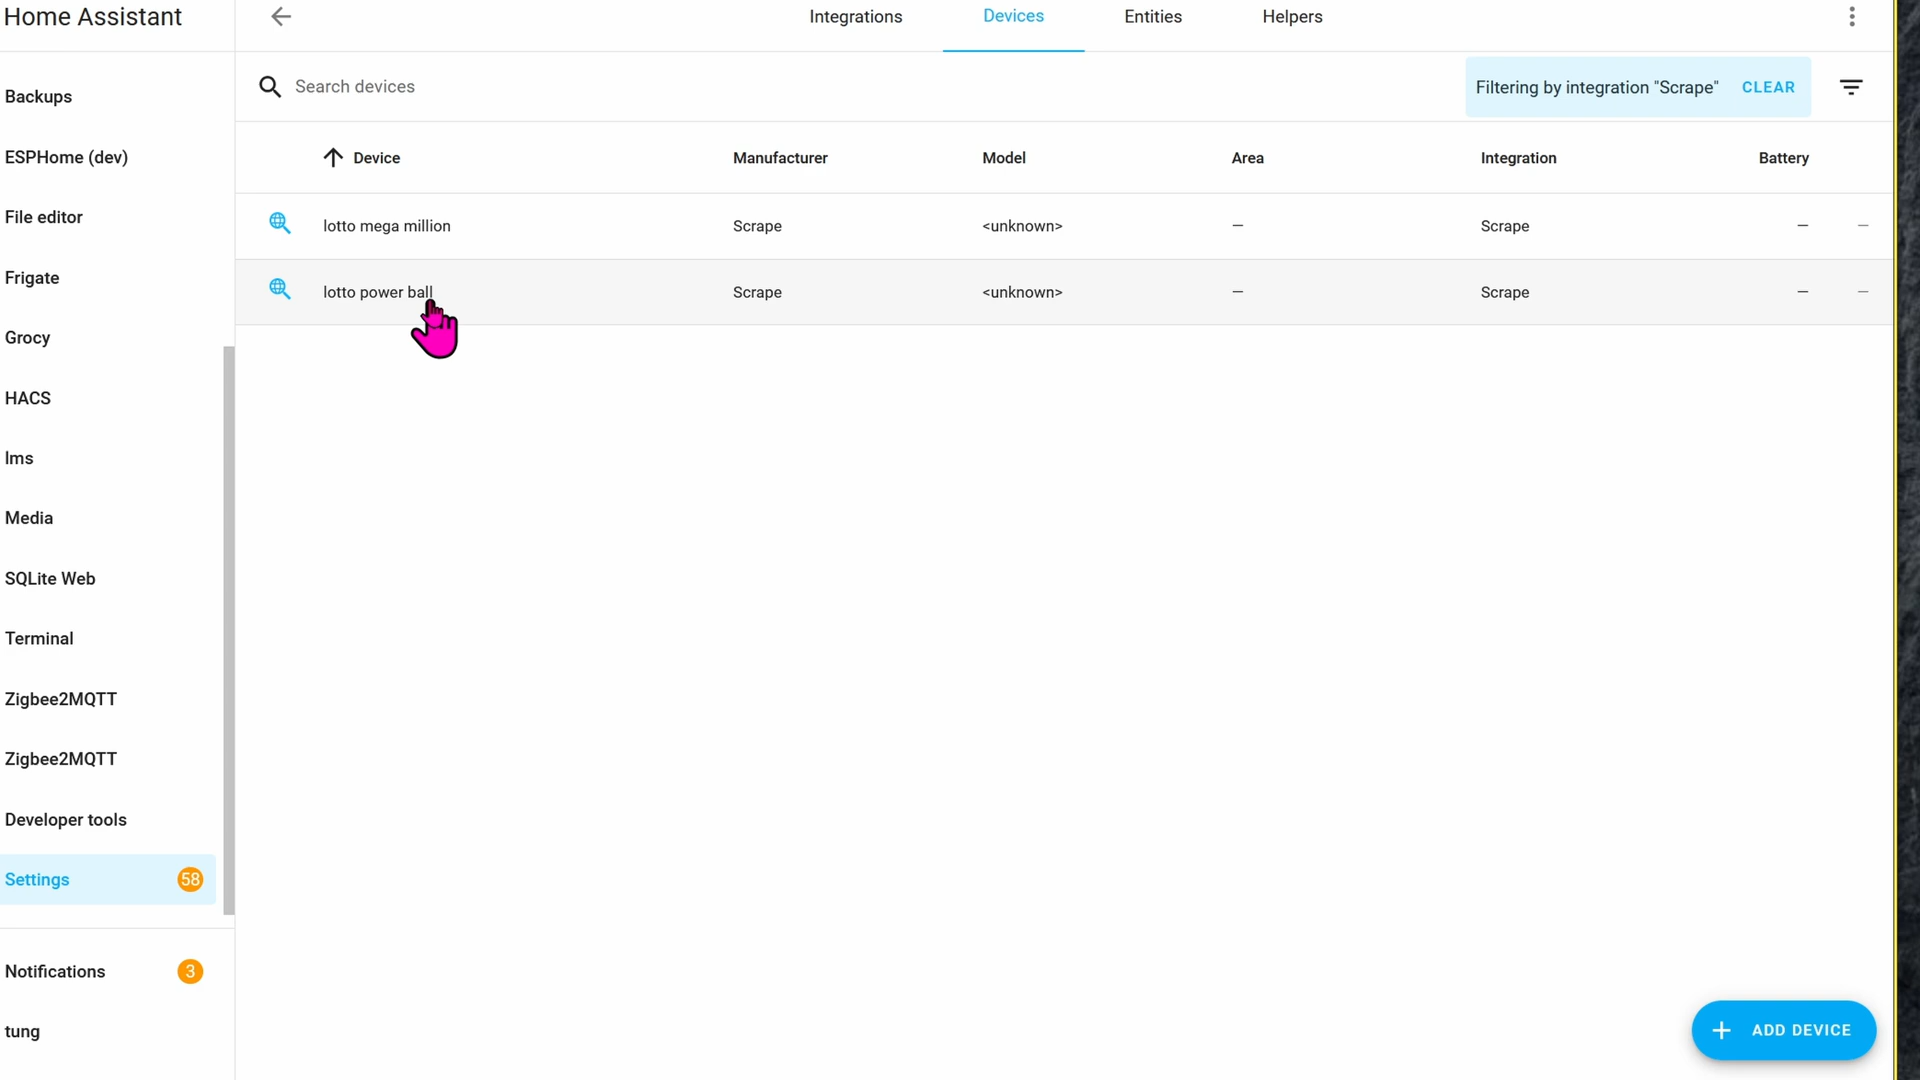 Home Assistant
Integrations
Devices
Entities
Helpers
Backups
ESPHome (dev)
File editor
Frigate
Grocy
HACS
lms
Media
SQLite Web
Terminal
Zigbee2MQTT
Zigbee2MQTT
Developer tools
Settings 58
Notifications 3
tung
Search devices
Filtering by integration "Scrape" CLEAR
Device Manufacturer Model Area Integration Battery
lotto mega million Scrape <unknown> — Scrape — —
lotto power ball Scrape <unknown> — Scrape — —
+ ADD DEVICE